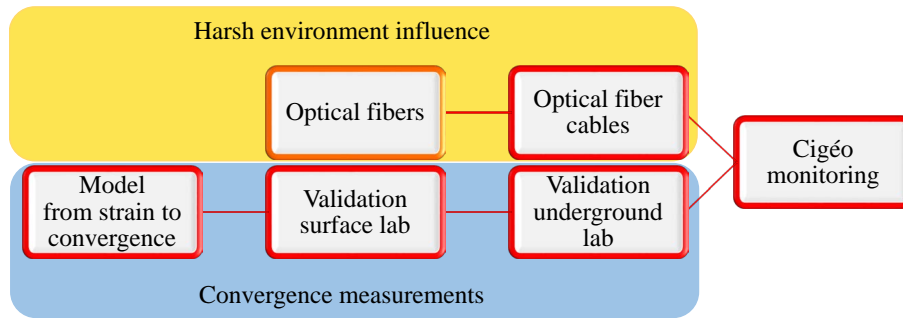 Harsh environment influence
Optical fibers
Optical fiber
cables
Cigéo
monitoring
Model
from strain to
convergence
Validation
surface lab
Validation
underground
lab
Convergence measurements